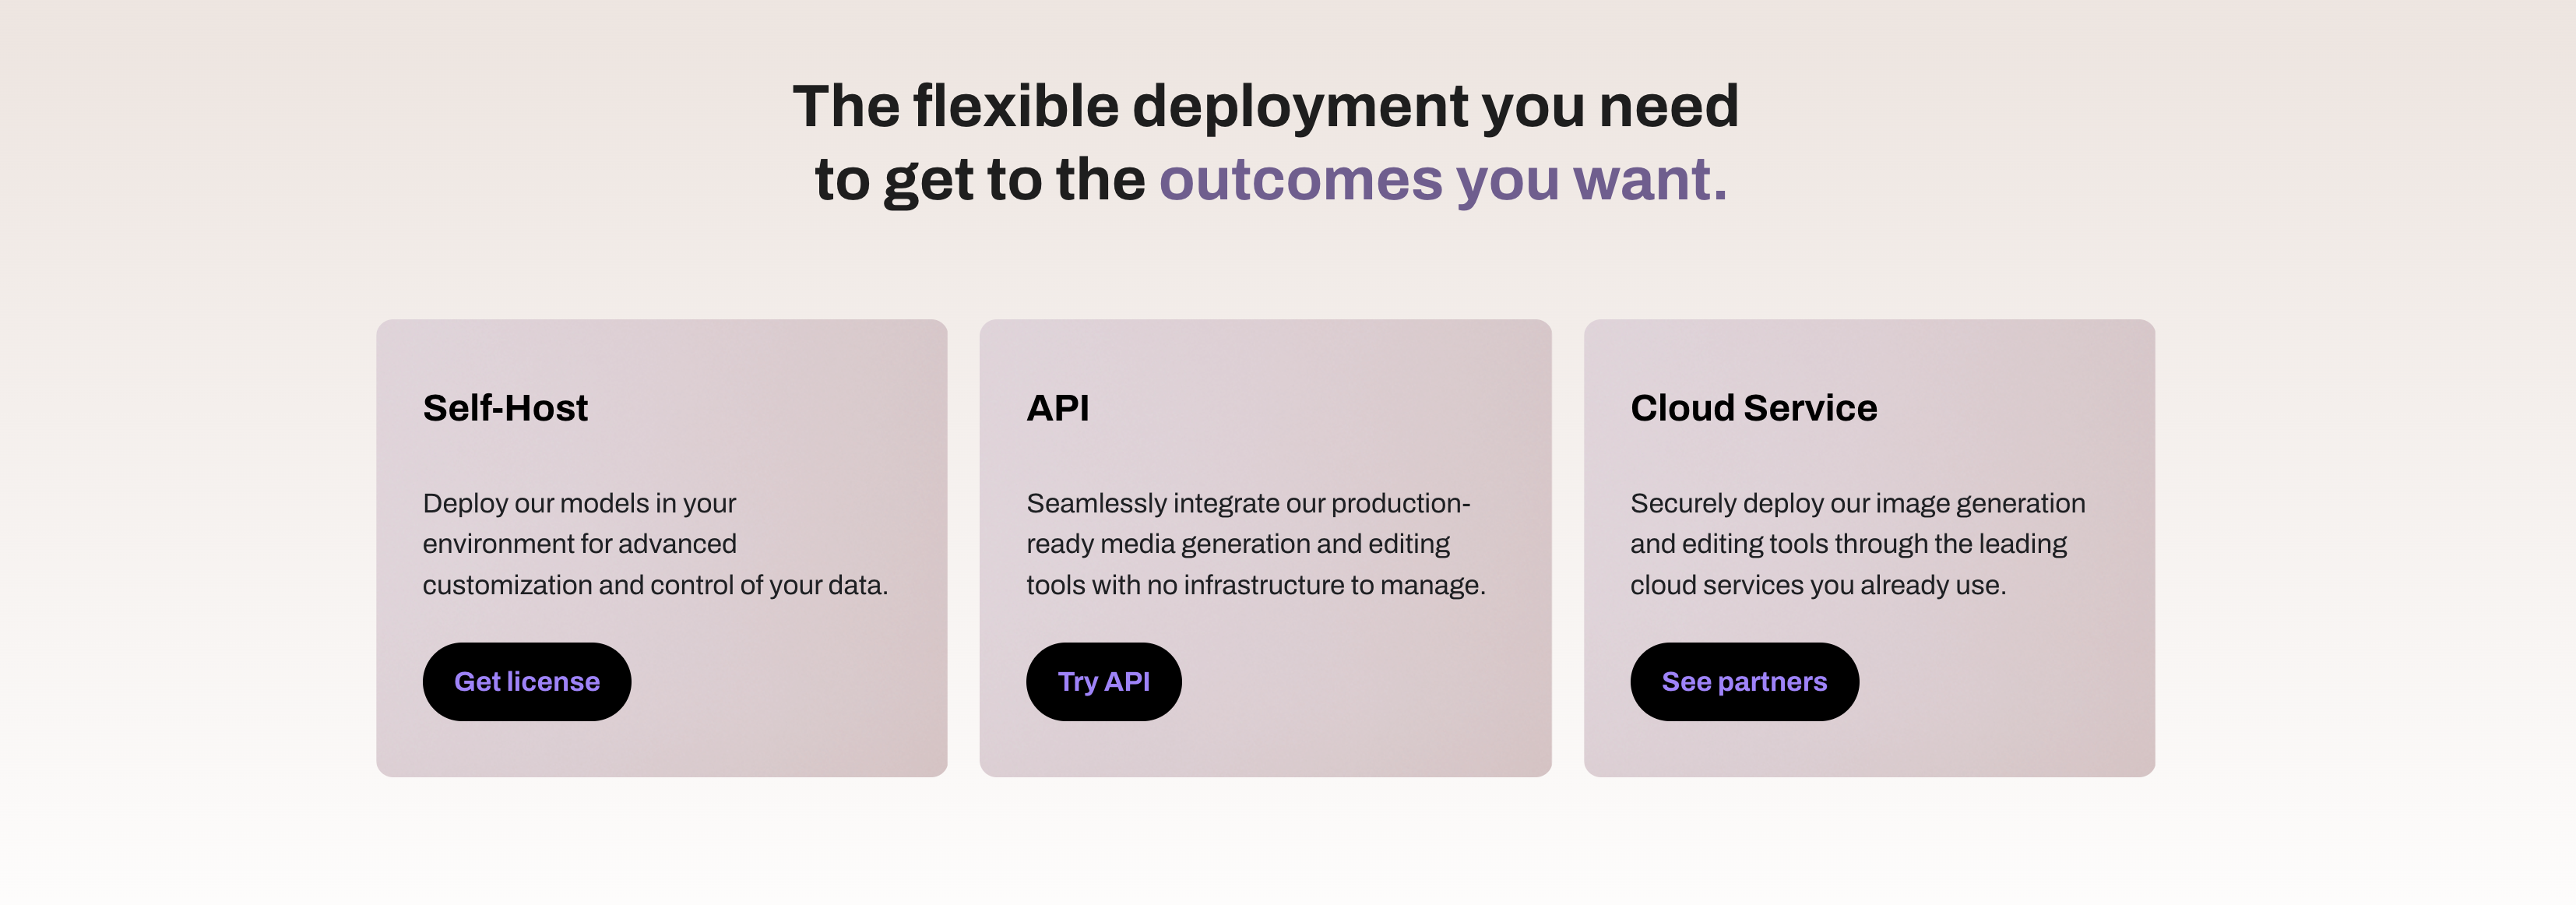 The flexible deployment you need
to get to the outcomes you want.
Self-Host
Deploy our models in your
environment for advanced
customization and control of your data.
Get license
API
Seamlessly integrate our production-
ready media generation and editing
tools with no infrastructure to manage.
Try API
Cloud Service
Securely deploy our image generation
and editing tools through the leading
cloud services you already use.
See partners